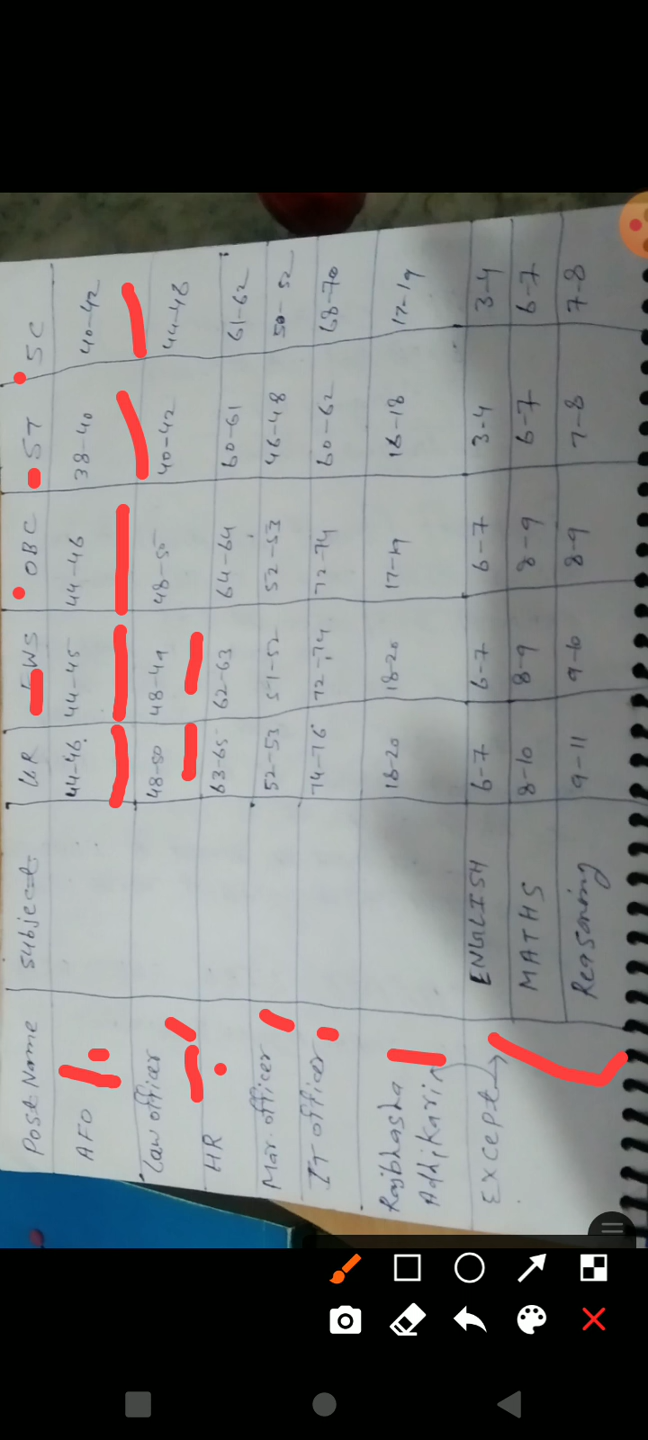 Post Name Subject UR EWS OBC ST SC
AFO 44-46 44-45 44-46 38-40 40-42
Law officer 48-50 48-49 48-50 40-42 44-46
HR 63-65 62-63 64-64 60-61 61-62
Mar. officer 52-53 51-52 52-53 46-48 50-52
IT officer 74-76 72-74 72-74 60-62 68-70
Rajbhasha 18-20 18-20 17-19 16-18 17-19
Adhikarin
Except→ ENGLISH 6-7 6-7 6-7 3-4 3-4
MATHS 8-10 8-9 8-9 6-7 6-7
Reasoning 9-11 9-10 8-9 7-8 7-8